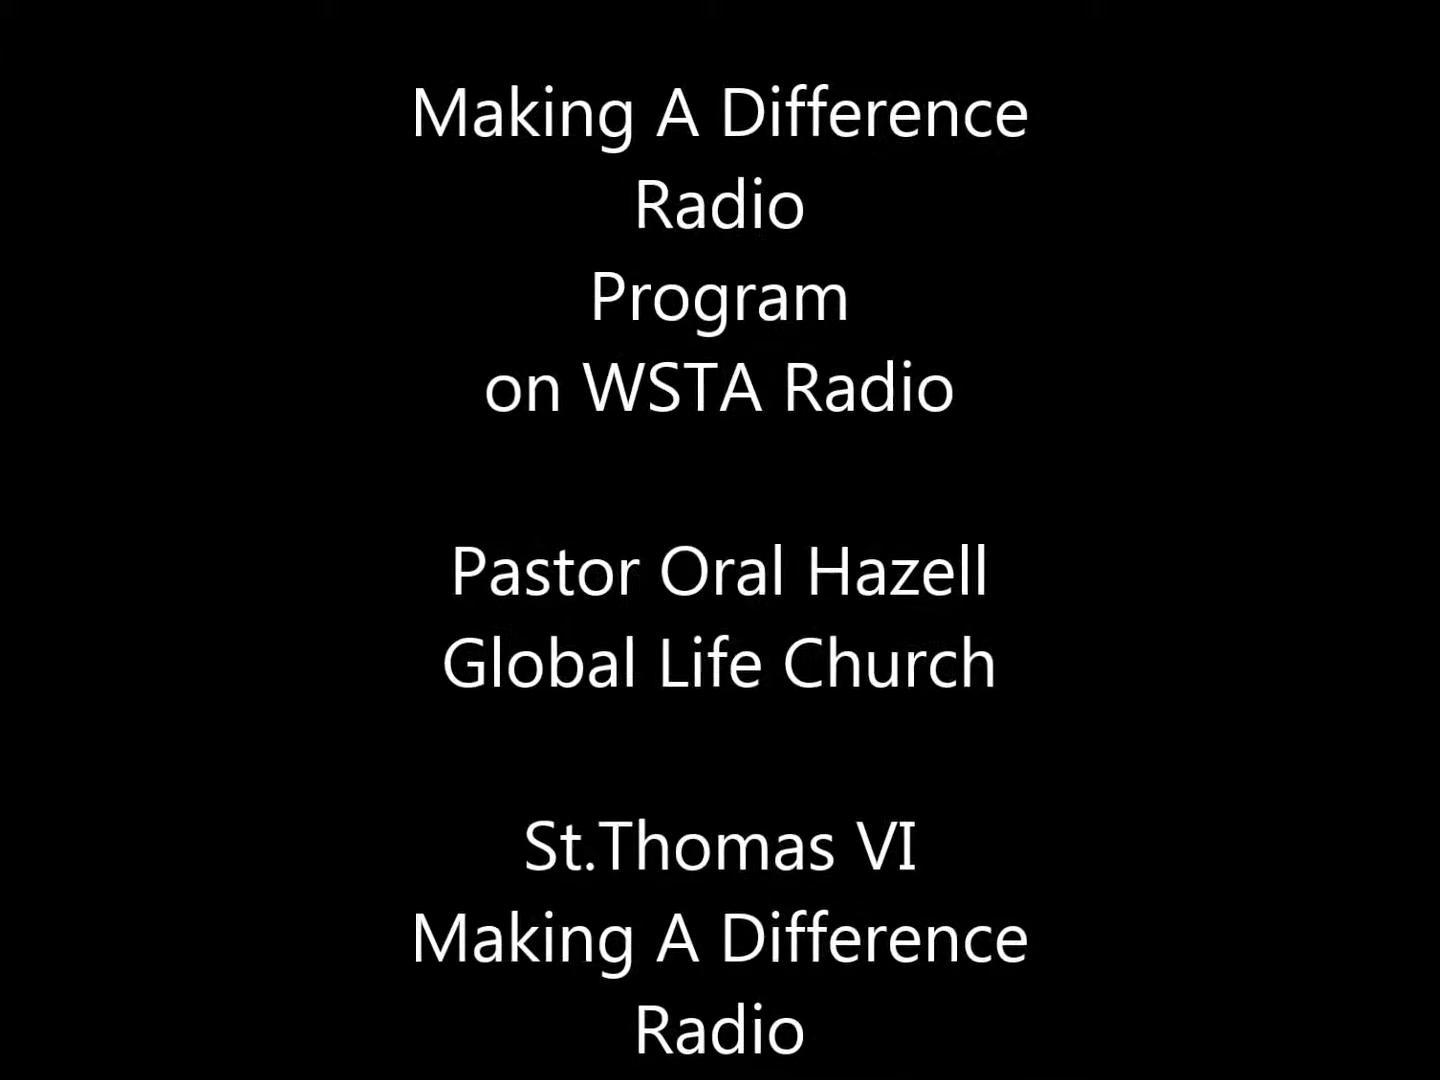 Making A Difference
Radio
Program
on WSTA Radio
Pastor Oral Hazell
Global Life Church
St.Thomas VI
Making A Difference
Radio